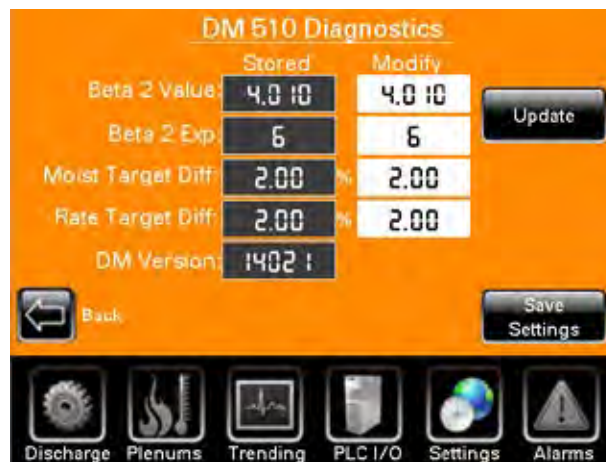 DM 510 Diagnostics
Stored Modify
Beta 2 Value: 4.010 4.010
Update
Beta 2 Exp: 6 6
Moist Target Diff: 2.00 % 2.00
Rate Target Diff: 2.00 % 2.00
DM Version: 14021
Back
Save
Settings
Discharge Plenums Trending PLC I/O Settings Alarms